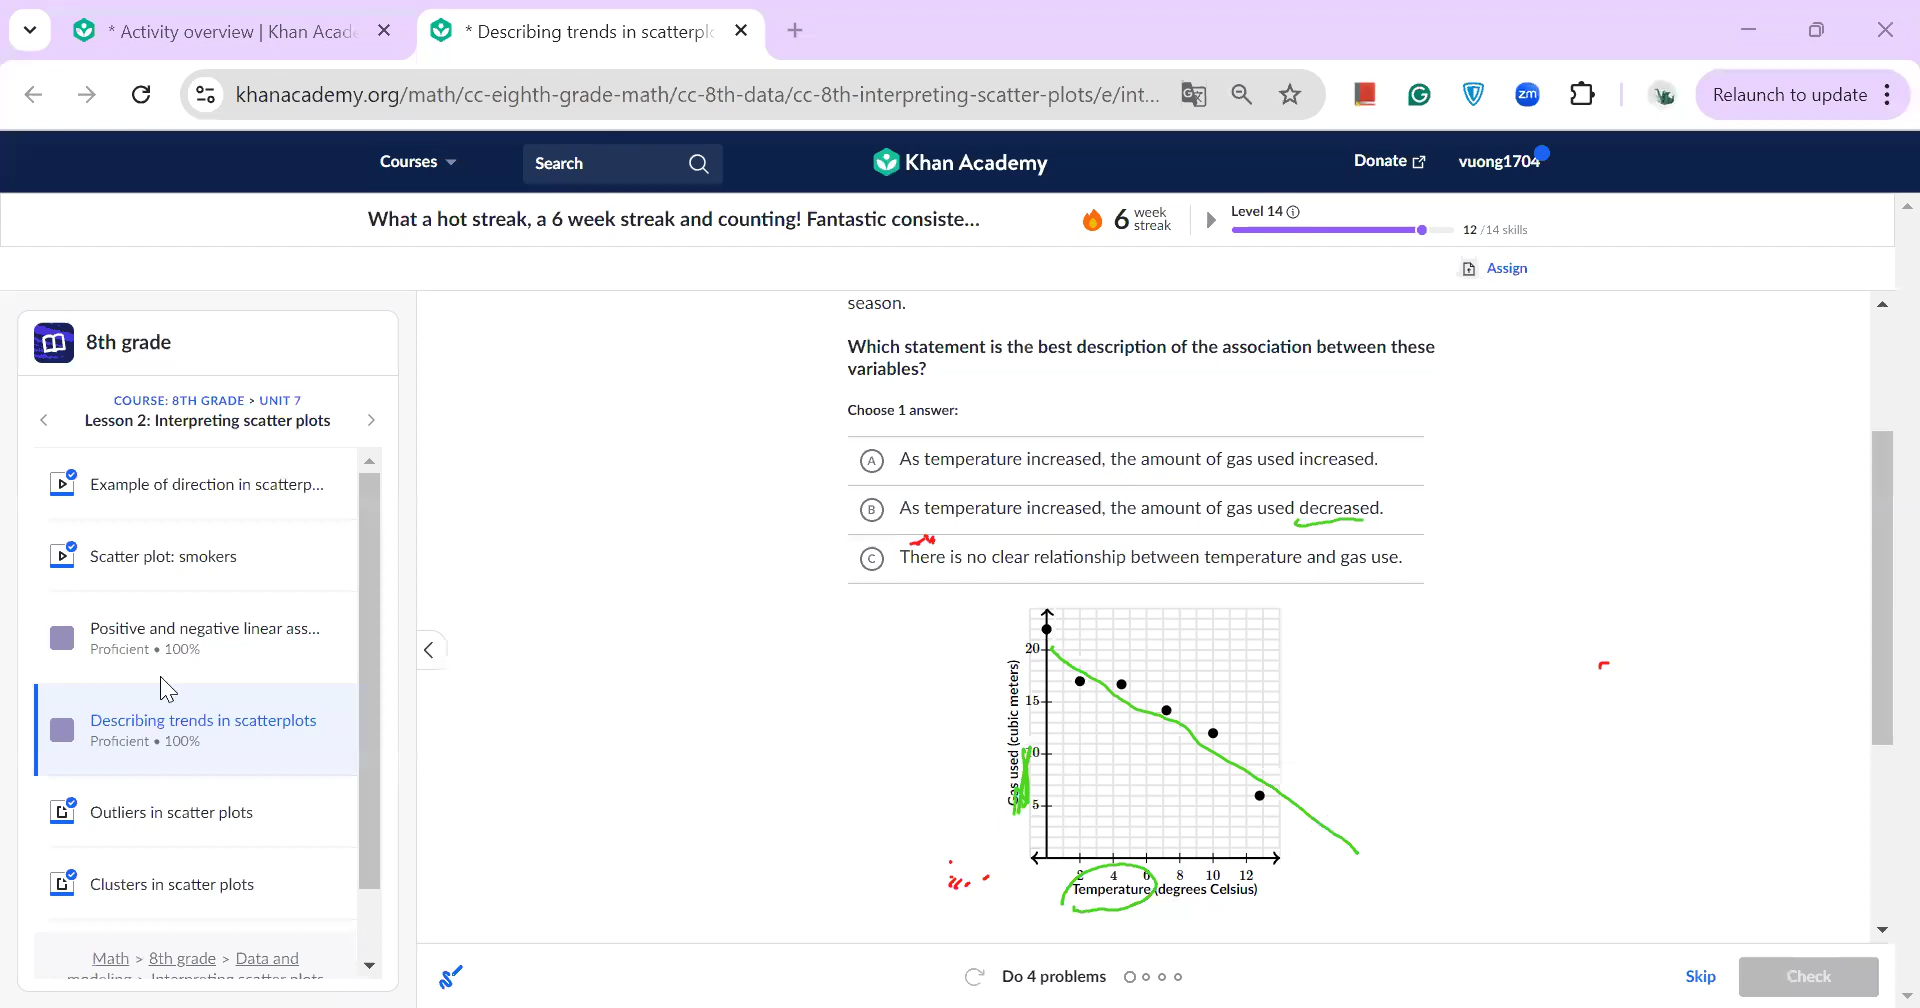 * Activity overview | Khan Acade
* Describing trends in scatterplo
khanacademy.org/math/cc-eighth-grade-math/cc-8th-data/cc-8th-interpreting-scatter-plots/e/int...
zm
Relaunch to update
Courses
Search
Khan Academy
Donate
vuong1704
What a hot streak, a 6 week streak and counting! Fantastic consiste...
6 week streak
Level 14
12 /14 skills
Assign
8th grade
COURSE: 8TH GRADE > UNIT 7
Lesson 2: Interpreting scatter plots
Example of direction in scatterp...
Scatter plot: smokers
Positive and negative linear ass...
Proficient • 100%
Describing trends in scatterplots
Proficient • 100%
Outliers in scatter plots
Clusters in scatter plots
Math > 8th grade > Data and
modeling > Interpreting scatter plots
season.
Which statement is the best description of the association between these
variables?
Choose 1 answer:
A As temperature increased, the amount of gas used increased.
B As temperature increased, the amount of gas used decreased.
C There is no clear relationship between temperature and gas use.
Gas used (cubic meters)
20
15
10
5
2 4 6 8 10 12
Temperature (degrees Celsius)
Do 4 problems
Skip
Check